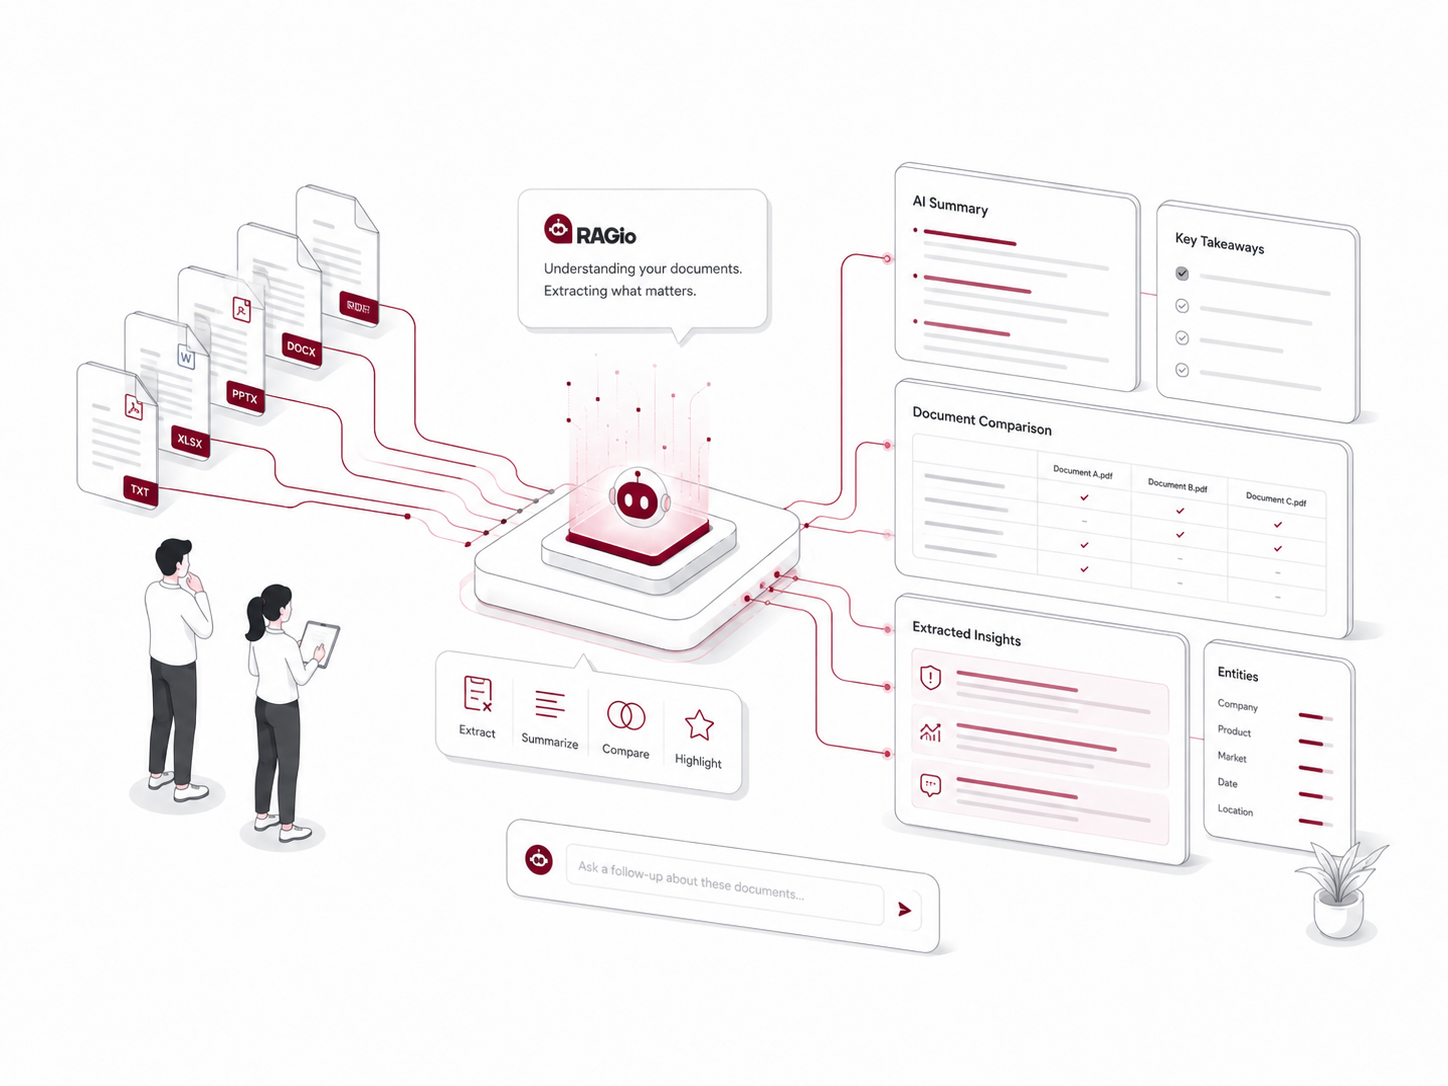 DOCX
PPTX
W
XLSX
TXT
RAGio
Understanding your documents.
Extracting what matters.
Extract
Summarize
Compare
Highlight
Ask a follow-up about these documents...
AI Summary
Key Takeaways
Document Comparison
Document A.pdf
Document B.pdf
Document C.pdf
Extracted Insights
Entities
Company
Product
Market
Date
Location